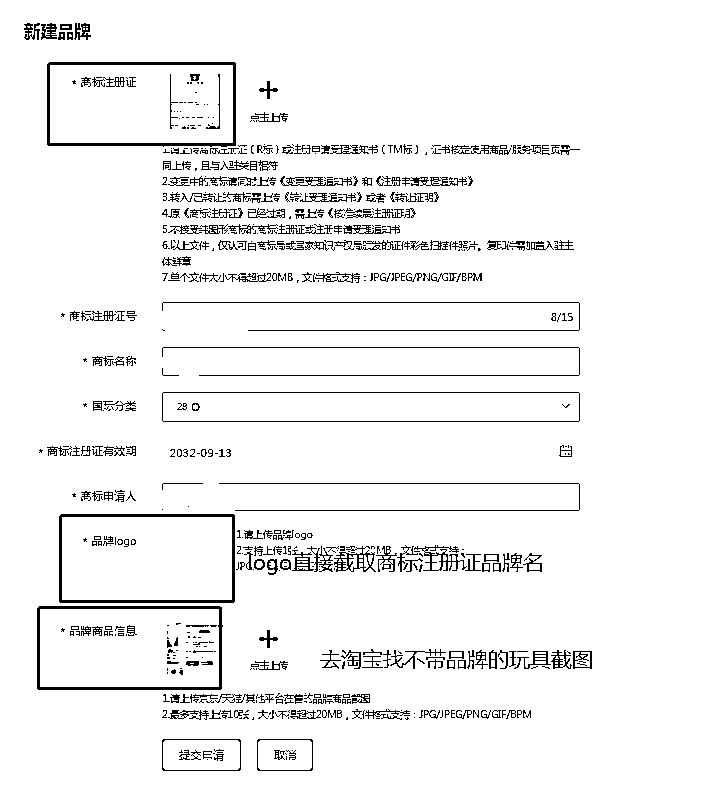 新建品牌
* 商标注册证
点击上传
1.请上传商标注册证（R标）或注册申请受理通知书（TM标），证书核定使用商品/服务项目页需一
同上传，且与入驻类目相符
2.变更中的商标请同时上传《变更受理通知书》和《注册申请受理通知书》
3.转入/已转让的商标需上传《转让受理通知书》或者《转让证明》
4.原《商标注册证》已经过期，需上传《核准续展注册证明》
5.不接受纯图形商标的商标注册证或注册申请受理通知书
6.以上文件，仅认可由商标局或国家知识产权局颁发的证件彩色扫描件照片。复印件需加盖入驻主
体鲜章
7.单个文件大小不得超过20MB，文件格式支持：JPG/JPEG/PNG/GIF/BPM
* 商标注册证号
8/15
* 商标名称
* 国际分类
28
* 商标注册证有效期
2032-09-13
* 商标申请人
* 品牌logo
1.请上传品牌logo
2.支持上传1张，大小不得超过20MB，文件格式支持：
logo直接截取商标注册证品牌名
* 品牌商品信息
点击上传
去淘宝找不带品牌的玩具截图
1.请上传京东/天猫/其他平台在售的品牌商品截图
2.最多支持上传10张，大小不得超过20MB，文件格式支持：JPG/JPEG/PNG/GIF/BPM
提交申请
取消